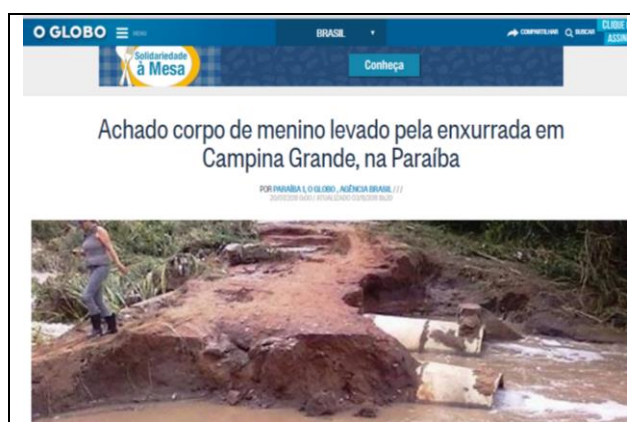 O GLOBO
BRASIL
COMPARTILHAR
BUSCAR
CLIQUE
ASSIN
Solidariedade
à Mesa
Conheça
Achado corpo de menino levado pela enxurrada em
Campina Grande, na Paraíba
POR PARAÍBA 1, O GLOBO, AGÊNCIA BRASIL ///